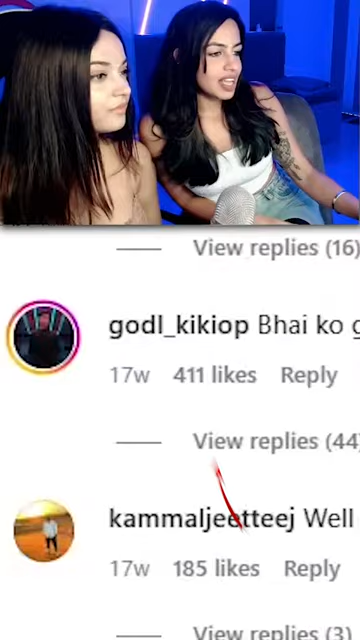 View replies (16)
godl_kikiop Bhai ko
17w 411 likes Reply
View replies (44
kammaljeetteej Well
17w 185 likes Reply
View replies (3)